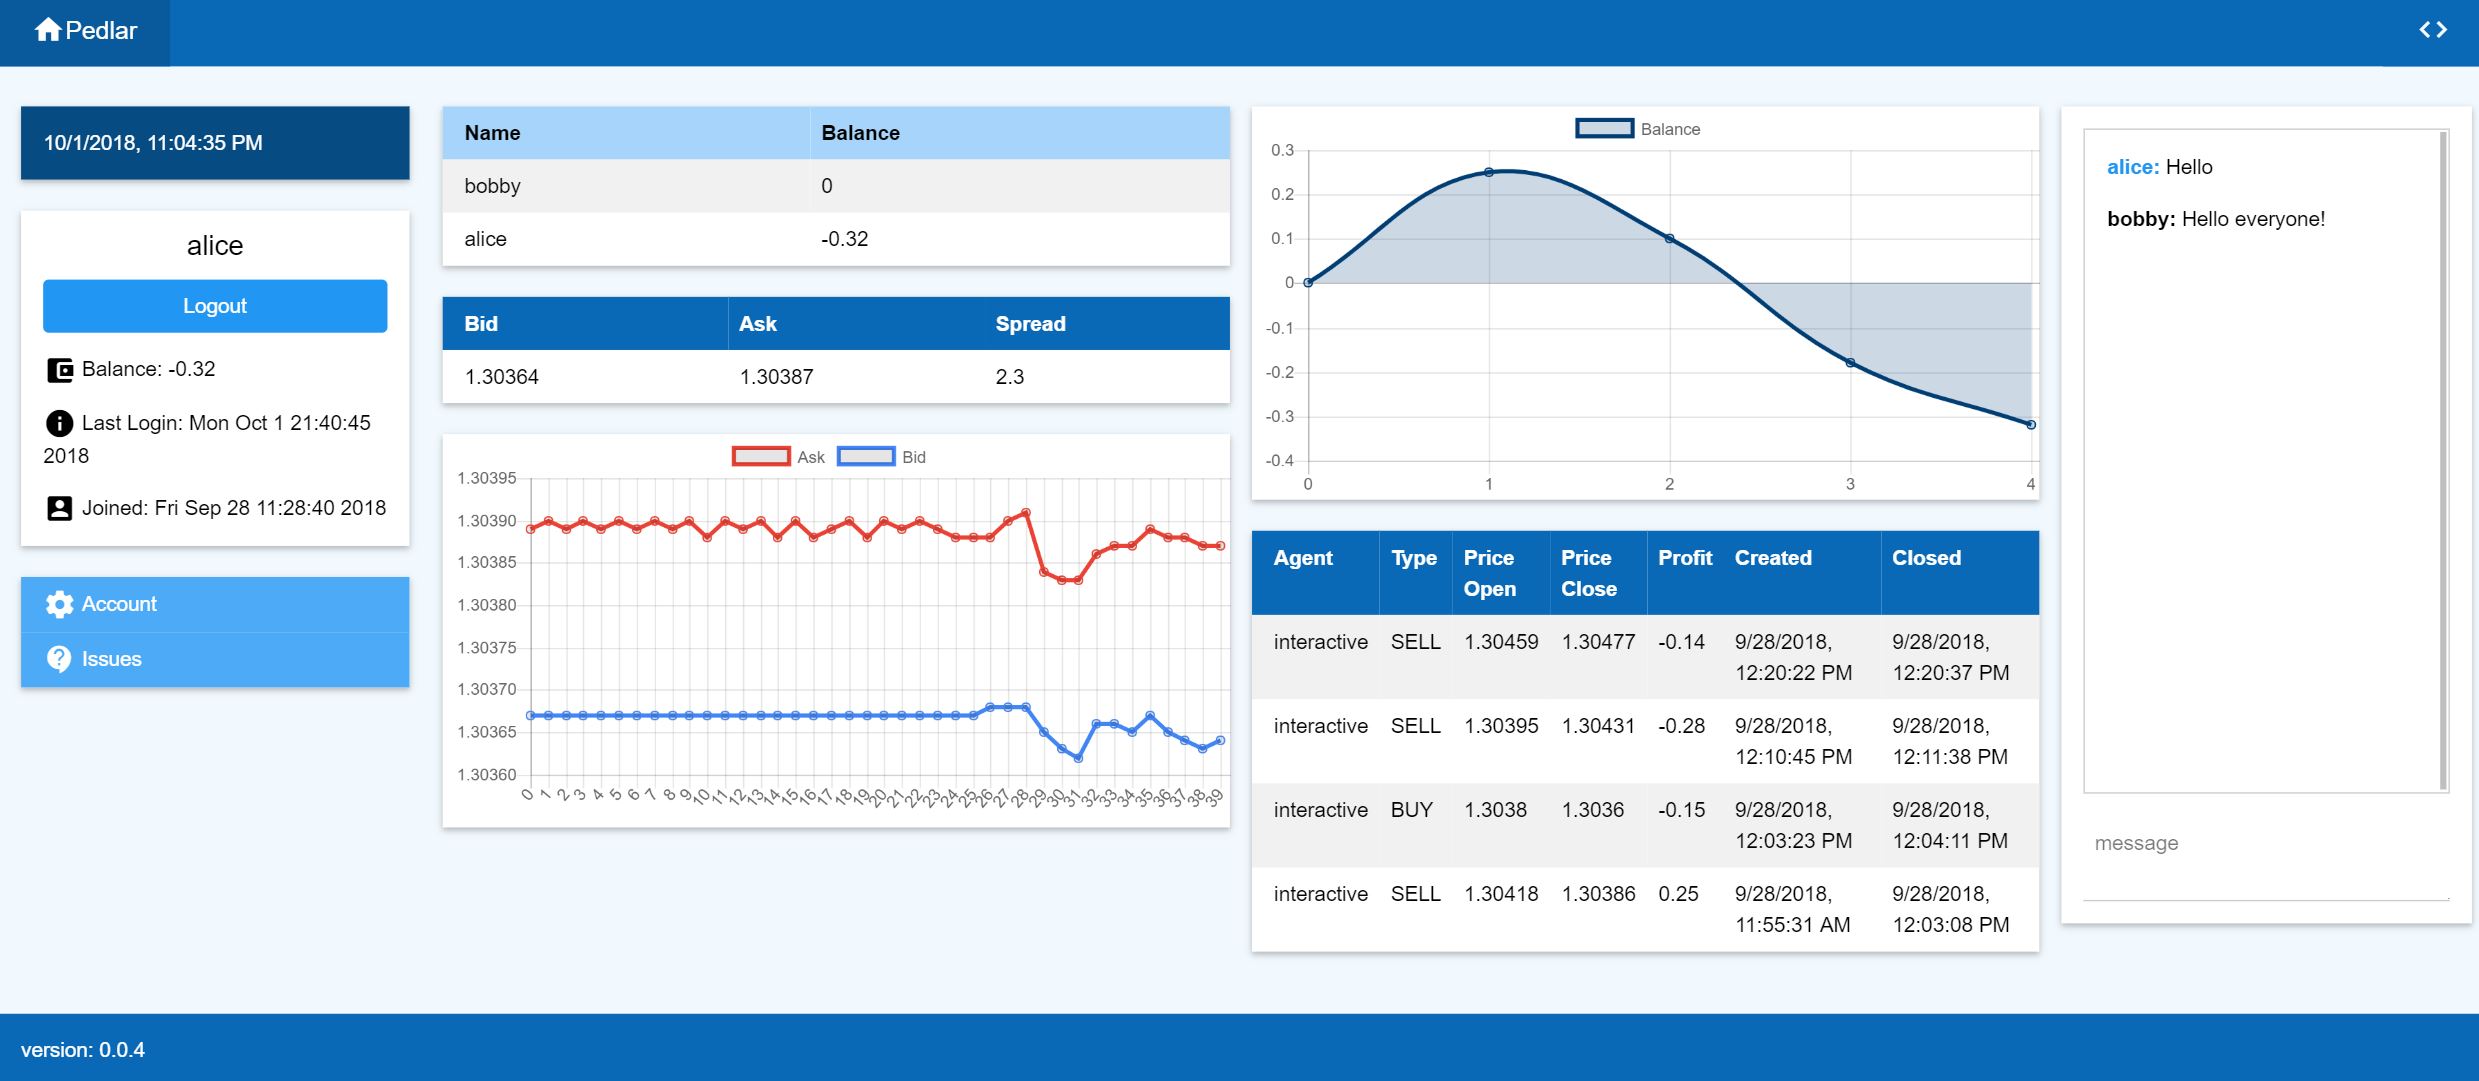 Pedlar
10/1/2018, 11:04:35 PM
alice
Logout
Balance: -0.32
Last Login: Mon Oct 1 21:40:45
2018
Joined: Fri Sep 28 11:28:40 2018
Account
Issues
Name Balance
bobby 0
alice -0.32
Bid Ask Spread
1.30364 1.30387 2.3
Ask Bid
1.30395
1.30390
1.30385
1.30380
1.30375
1.30370
1.30365
1.30360
0 1 2 3 4 5 6 7 8 9 10 11 12 13 14 15 16 17 18 19 20 21 22 23 24 25 26 27 28 29 30 31 32 33 34 35 36 37 38 39
Balance
0.3
0.2
0.1
0
-0.1
-0.2
-0.3
-0.4
0 1 2 3 4
Agent Type Price Price Profit Created Closed
Open Close
interactive SELL 1.30459 1.30477 -0.14 9/28/2018, 9/28/2018,
12:20:22 PM 12:20:37 PM
interactive SELL 1.30395 1.30431 -0.28 9/28/2018, 9/28/2018,
12:10:45 PM 12:11:38 PM
interactive BUY 1.3038 1.3036 -0.15 9/28/2018, 9/28/2018,
12:03:23 PM 12:04:11 PM
interactive SELL 1.30418 1.30386 0.25 9/28/2018, 9/28/2018,
11:55:31 AM 12:03:08 PM
alice: Hello
bobby: Hello everyone!
message
version: 0.0.4